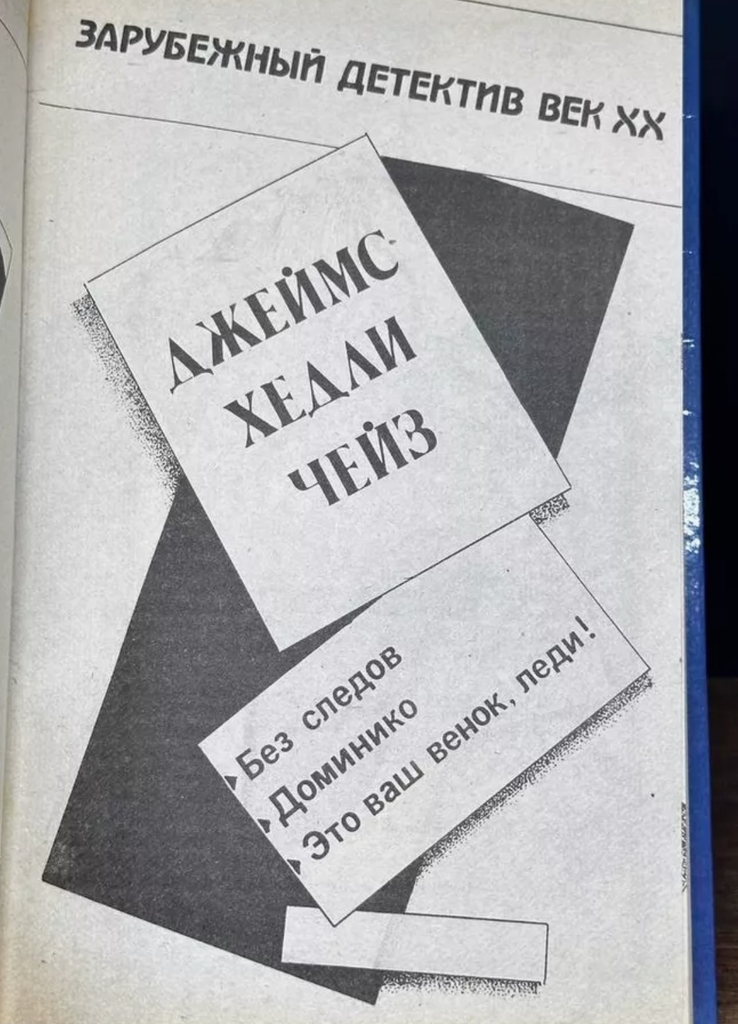 ЗАРУБЕЖНЫЙ ДЕТЕКТИВ ВЕК XX
ДЖЕЙМС
ХЕДЛИ
ЧЕЙЗ
Без следов
Доминико
Это ваш венок, леди!